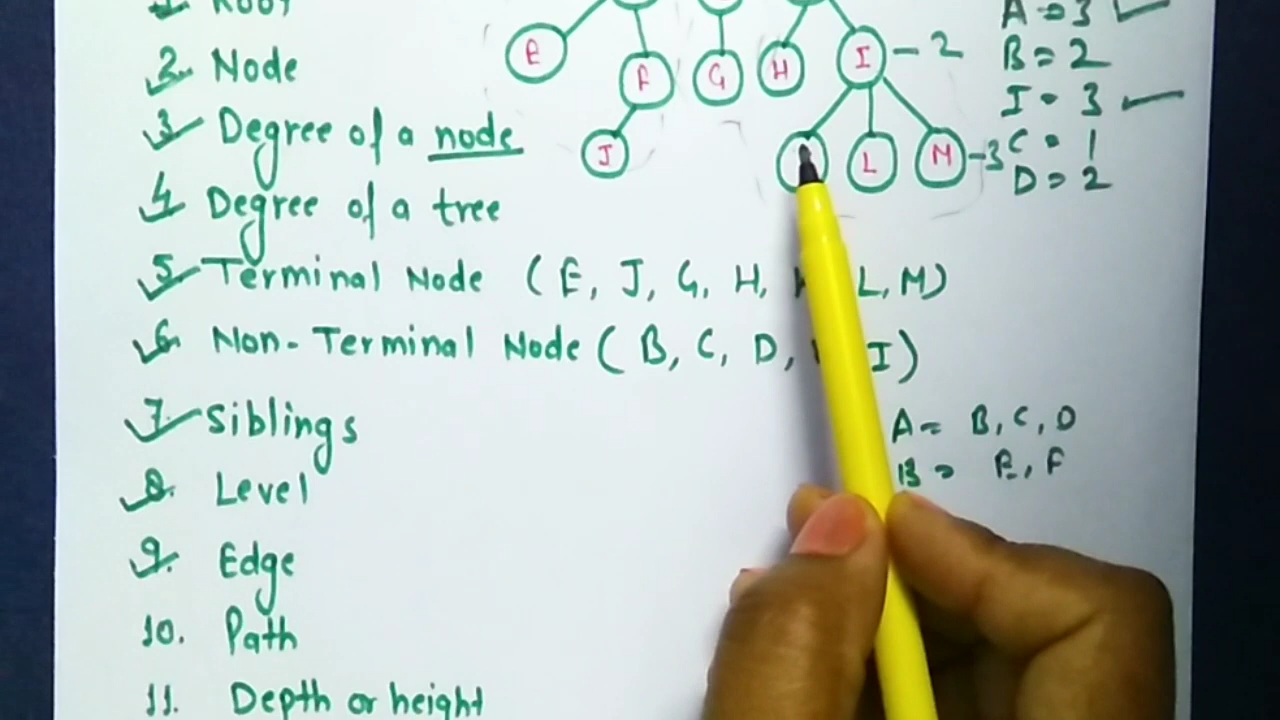 1. Root
A = 3
E
2. Node
F G H I - 2
B = 2
I = 3
3. Degree of a node
J L M - 3
C = 1
4. Degree of a tree
D = 2
5. Terminal Node (E, J, G, H, L, M)
6. Non-Terminal Node (B, C, D, I)
7. Siblings
A = B, C, D
B = E, F
8. Level
9. Edge
10. Path
11. Depth or height